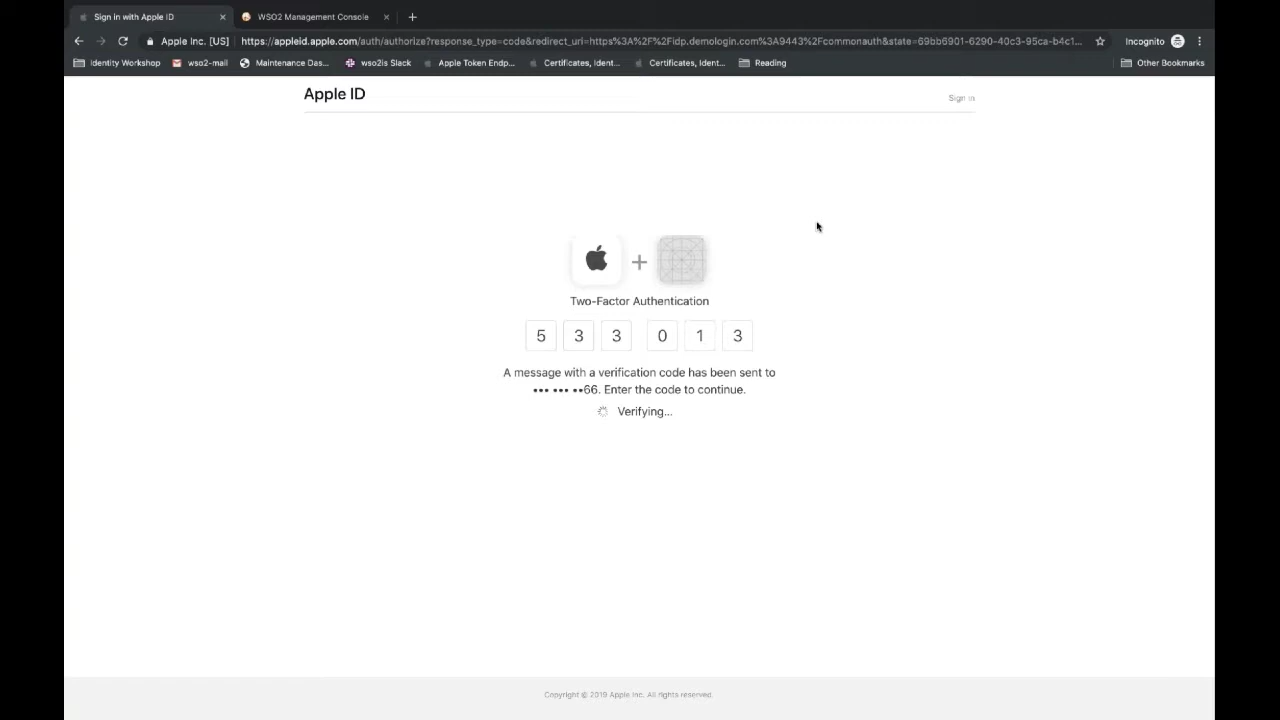 Sign in with Apple ID
WSO2 Management Console
Apple Inc. [US]
https://appleid.apple.com/auth/authorize?response_type=code&redirect_uri=https%3A%2F%2Fidp.demologin.com%3A9443%2Fcommonauth&state=69bb6901-6290-40c3-95ca-b4c1...
Incognito
Identity Workshop
wso2-mail
Maintenance Das...
wso2is Slack
Apple Token Endp...
Certificates, Ident...
Certificates, Ident...
Reading
Other Bookmarks
Apple ID
Sign In
Two-Factor Authentication
5 3 3 0 1 3
A message with a verification code has been sent to
••• ••• ••66. Enter the code to continue.
Verifying...
Copyright © 2019 Apple Inc. All rights reserved.